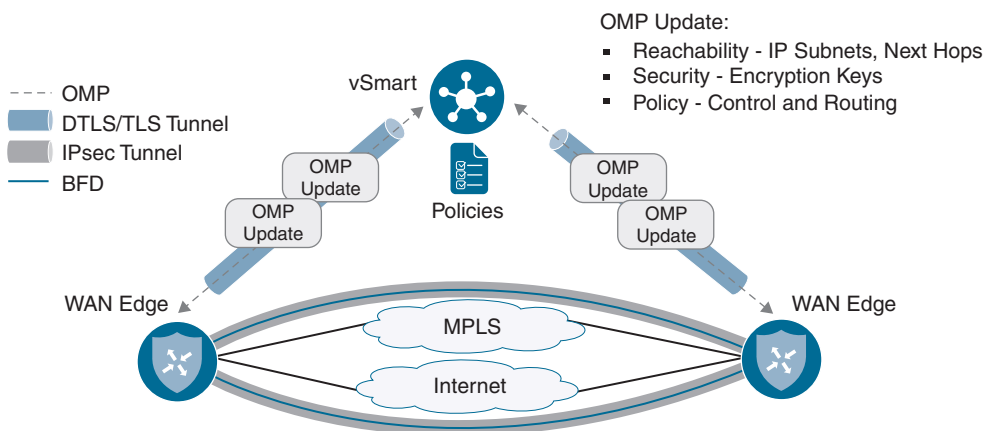 OMP Update:
▪ Reachability - IP Subnets, Next Hops
▪ Security - Encryption Keys
▪ Policy - Control and Routing
vSmart
OMP
DTLS/TLS Tunnel
IPsec Tunnel
BFD
OMP
Update
OMP
Update
OMP
Update
OMP
Update
Policies
WAN Edge
WAN Edge
MPLS
Internet